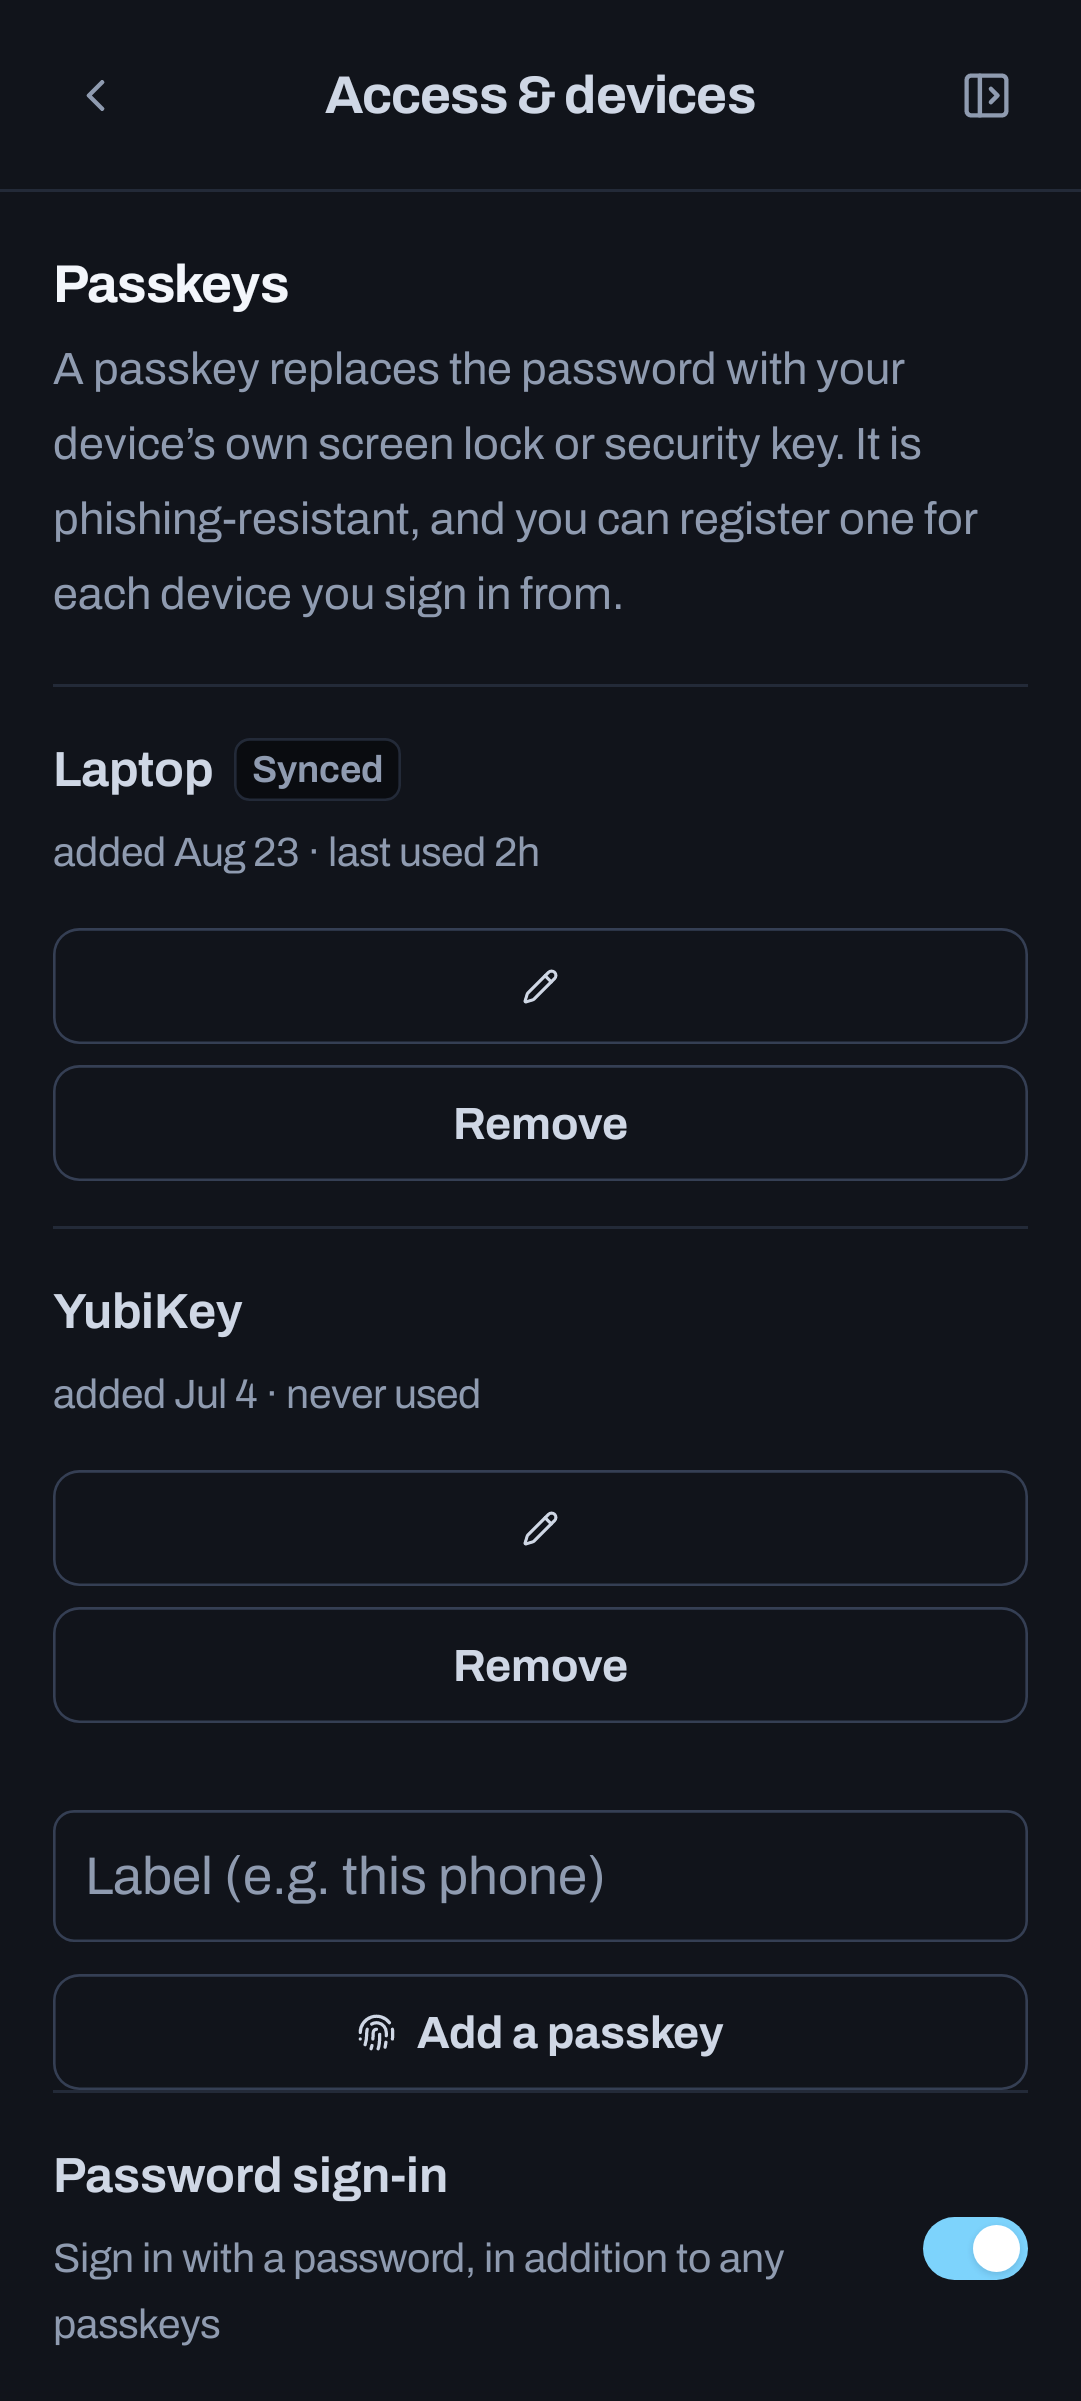 Access & devices
Passkeys
A passkey replaces the password with your
device’s own screen lock or security key. It is
phishing-resistant, and you can register one for
each device you sign in from.
Laptop Synced
added Aug 23 · last used 2h
Remove
YubiKey
added Jul 4 · never used
Remove
Label (e.g. this phone)
Add a passkey
Password sign-in
Sign in with a password, in addition to any
passkeys